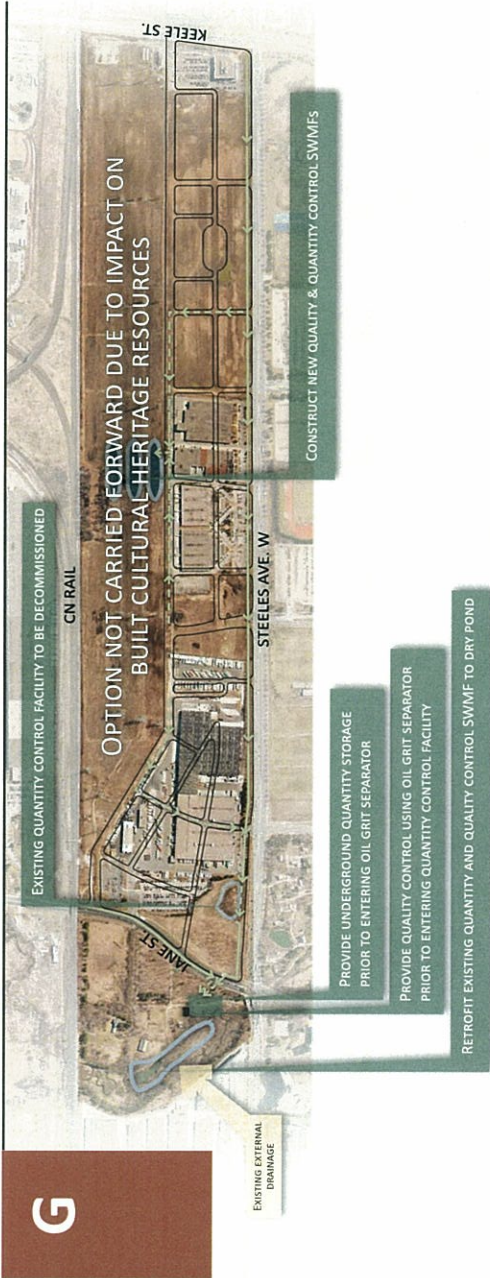 G
EXISTING QUANTITY CONTROL FACILITY TO BE DECOMMISSIONED
CN RAIL
KEELE ST.
OPTION NOT CARRIED FORWARD DUE TO IMPACT ON
BUILT CULTURAL HERITAGE RESOURCES
JANE ST.
STEELES AVE. W
EXISTING EXTERNAL
DRAINAGE
CONSTRUCT NEW QUALITY & QUANTITY CONTROL SWMFS
PROVIDE UNDERGROUND QUANTITY STORAGE
PRIOR TO ENTERING OIL GRIT SEPARATOR
PROVIDE QUALITY CONTROL USING OIL GRIT SEPARATOR
PRIOR TO ENTERING QUANTITY CONTROL FACILITY
RETROFIT EXISTING QUANTITY AND QUALITY CONTROL SWMF TO DRY POND